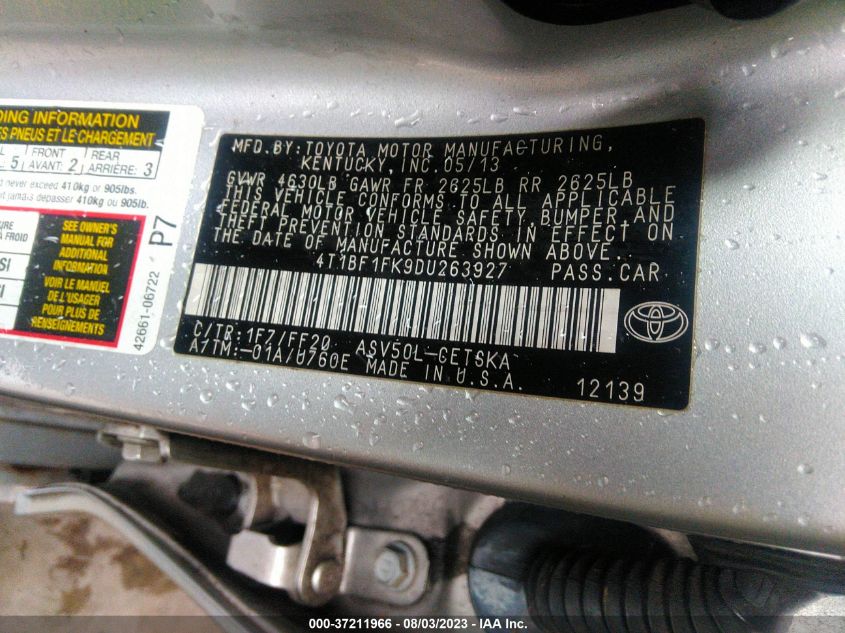 DING INFORMATION
ES PNEUS ET LE CHARGEMENT
5 FRONT AVANT: 2 REAR ARRIÈRE: 3
never exceed 410kg or 905lbs.
jamais dépasser 410kg ou 905lb.
A FROID
SEE OWNER'S
MANUAL FOR
ADDITIONAL
INFORMATION
VOIR LE MANUEL
DE L'USAGER
POUR PLUS DE
RENSEIGNEMENTS
42661-06722 P7
MFD.BY:TOYOTA MOTOR MANUFACTURING,
KENTUCKY, INC.05/13
GVWR 4630LB GAWR FR 2625LB RR 2625LB
THIS VEHICLE CONFORMS TO ALL APPLICABLE
FEDERAL MOTOR VEHICLE SAFETY, BUMPER, AND
THEFT PREVENTION STANDARDS IN EFFECT ON
THE DATE OF MANUFACTURE SHOWN ABOVE.
4T1BF1FK9DU263927 PASS.CAR
C/TR:1F7/FF20 ASV50L-CETSKA
A/TM:-01A/U760E MADE IN U.S.A.
12139
000-37211966 - 08/03/2023 - IAA Inc.